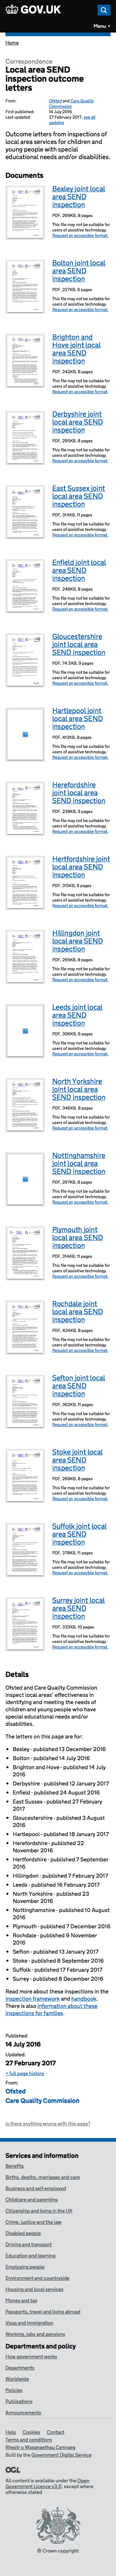 GOV.UK
Menu
Home
Correspondence
Local area SEND
inspection outcome
letters
From:
Ofsted and Care Quality
Commission
First published:
14 July 2016
Last updated:
27 February 2017, see all
updates
Outcome letters from inspections of
local area services for children and
young people with special
educational needs and/or disabilities.
Documents
Bexley joint local
area SEND
inspection
PDF, 289KB, 8 pages
This file may not be suitable for
users of assistive technology.
Request an accessible format.
Bolton joint local
area SEND
inspection
PDF, 227KB, 6 pages
This file may not be suitable for
users of assistive technology.
Request an accessible format.
Brighton and
Hove joint local
area SEND
inspection
PDF, 242KB, 8 pages
This file may not be suitable for
users of assistive technology.
Request an accessible format.
Derbyshire joint
local area SEND
inspection
PDF, 295KB, 8 pages
This file may not be suitable for
users of assistive technology.
Request an accessible format.
East Sussex joint
local area SEND
inspection
PDF, 314KB, 11 pages
This file may not be suitable for
users of assistive technology.
Request an accessible format.
Enfield joint local
area SEND
inspection
PDF, 248KB, 8 pages
This file may not be suitable for
users of assistive technology.
Request an accessible format.
Gloucestershire
joint local area
SEND inspection
PDF, 74.5KB, 9 pages
This file may not be suitable for
users of assistive technology.
Request an accessible format.
Hartlepool joint
local area SEND
inspection
PDF, 413KB, 8 pages
This file may not be suitable for
users of assistive technology.
Request an accessible format.
Herefordshire
joint local area
SEND inspection
PDF, 239KB, 9 pages
This file may not be suitable for
users of assistive technology.
Request an accessible format.
Hertfordshire joint
local area SEND
inspection
PDF, 315KB, 9 pages
This file may not be suitable for
users of assistive technology.
Request an accessible format.
Hillingdon joint
local area SEND
inspection
PDF, 295KB, 8 pages
This file may not be suitable for
users of assistive technology.
Request an accessible format.
Leeds joint local
area SEND
inspection
PDF, 306KB, 9 pages
This file may not be suitable for
users of assistive technology.
Request an accessible format.
North Yorkshire
joint local area
SEND inspection
PDF, 346KB, 8 pages
This file may not be suitable for
users of assistive technology.
Request an accessible format.
Nottinghamshire
joint local area
SEND inspection
PDF, 297KB, 8 pages
This file may not be suitable for
users of assistive technology.
Request an accessible format.
Plymouth joint
local area SEND
inspection
PDF, 314KB, 11 pages
This file may not be suitable for
users of assistive technology.
Request an accessible format.
Rochdale joint
local area SEND
inspection
PDF, 424KB, 8 pages
This file may not be suitable for
users of assistive technology.
Request an accessible format.
Sefton joint local
area SEND
inspection
PDF, 362KB, 11 pages
This file may not be suitable for
users of assistive technology.
Request an accessible format.
Stoke joint local
area SEND
inspection
PDF, 299KB, 8 pages
This file may not be suitable for
users of assistive technology.
Request an accessible format.
Suffolk joint local
area SEND
inspection
PDF, 378KB, 11 pages
This file may not be suitable for
users of assistive technology.
Request an accessible format.
Surrey joint local
area SEND
inspection
PDF, 333KB, 10 pages
This file may not be suitable for
users of assistive technology.
Request an accessible format.
Details
Ofsted and Care Quality Commission
inspect local areas' effectiveness in
identifying and meeting the needs of
children and young people who have
special educational needs and/or
disabilities.
The letters on this page are for:
• Bexley - published 13 December 2016
• Bolton - published 14 July 2016
• Brighton and Hove - published 14 July
2016
• Derbyshire - published 12 January 2017
• Enfield - published 24 August 2016
• East Sussex - published 27 February
2017
• Gloucestershire - published 3 August
2016
• Hartlepool - published 18 January 2017
• Herefordshire - published 22
November 2016
• Hertfordshire - published 7 September
2016
• Hillingdon - published 7 February 2017
• Leeds - published 16 February 2017
• North Yorkshire - published 23
November 2016
• Nottinghamshire - published 10 August
2016
• Plymouth - published 7 December 2016
• Rochdale - published 9 November
2016
• Sefton - published 13 January 2017
• Stoke - published 8 September 2016
• Suffolk - published 17 February 2017
• Surrey - published 8 December 2016
Read more about these inspections in the
inspection framework and handbook.
There is also information about these
inspections for families.
Published:
14 July 2016
Updated:
27 February 2017
+ full page history
From:
Ofsted
Care Quality Commission
Is there anything wrong with this page?
Services and information
Benefits
Births, deaths, marriages and care
Business and self-employed
Childcare and parenting
Citizenship and living in the UK
Crime, justice and the law
Disabled people
Driving and transport
Education and learning
Employing people
Environment and countryside
Housing and local services
Money and tax
Passports, travel and living abroad
Visas and immigration
Working, jobs and pensions
Departments and policy
How government works
Departments
Worldwide
Policies
Publications
Announcements
Help Cookies Contact
Terms and conditions
Rhestr o Wasanaethau Cymraeg
Built by the Government Digital Service
OGL
All content is available under the Open
Government Licence v3.0, except where
otherwise stated
© Crown copyright